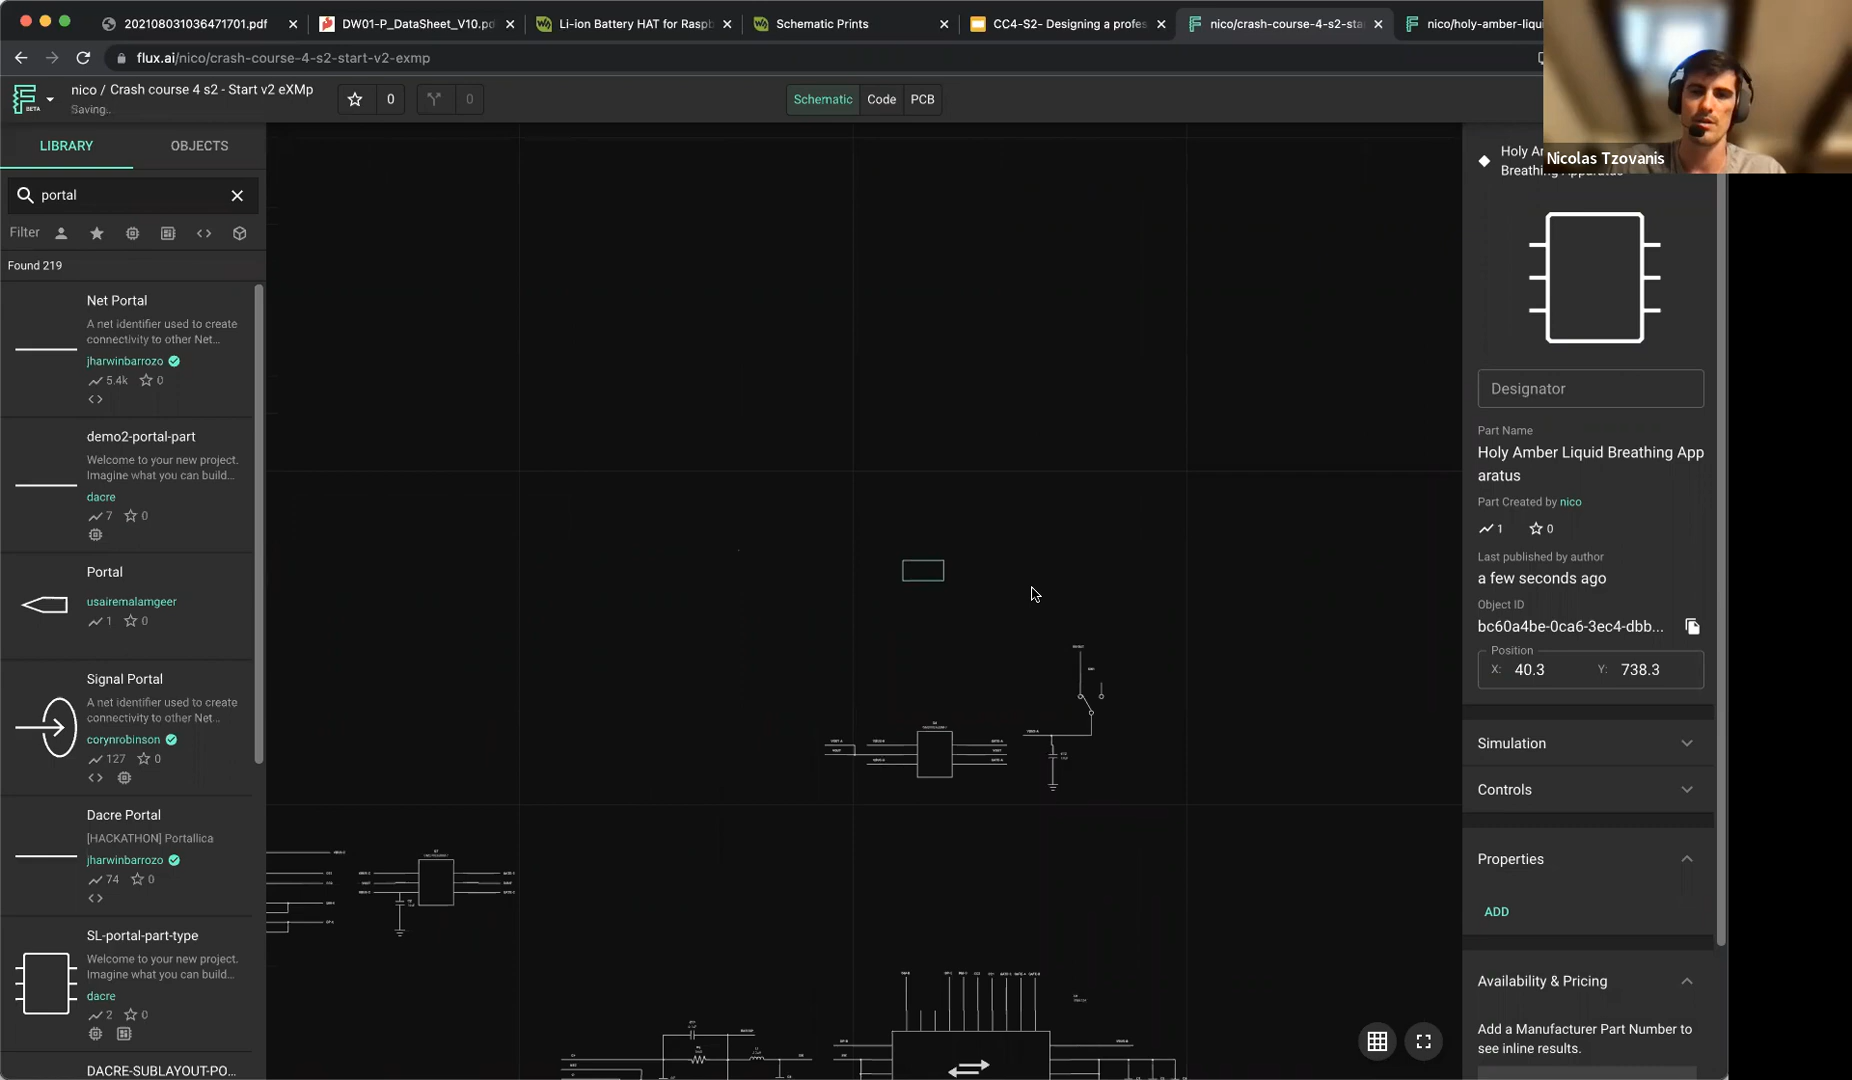 202108031036471701.pdf
DW01-P_DataSheet_V10.pd
Li-ion Battery HAT for Raspb
Schematic Prints
CC4-S2- Designing a profes
nico/crash-course-4-s2-sta
nico/holy-amber-liqui
flux.ai/nico/crash-course-4-s2-start-v2-exmp
BETA
nico / Crash course 4 s2 - Start v2 eXMp
Saving..
0
0
Schematic
Code
PCB
LIBRARY
OBJECTS
portal
Filter
Found 219
Net Portal
A net identifier used to create
connectivity to other Net...
jharwinbarrozo
5.4k
0
demo2-portal-part
Welcome to your new project.
Imagine what you can build...
dacre
7
0
Portal
usairemalamgeer
1
0
Signal Portal
A net identifier used to create
connectivity to other Net...
corynrobinson
127
0
Dacre Portal
[HACKATHON] Portallica
jharwinbarrozo
74
0
SL-portal-part-type
Welcome to your new project.
Imagine what you can build...
dacre
2
0
DACRE-SUBLAYOUT-PO...
Nicolas Tzovanis
Holy Am
Breathing Apparatus
Designator
Part Name
Holy Amber Liquid Breathing App
aratus
Part Created by nico
1
0
Last published by author
a few seconds ago
Object ID
bc60a4be-0ca6-3ec4-dbb...
Position
X: 40.3
Y: 738.3
Simulation
Controls
Properties
ADD
Availability & Pricing
Add a Manufacturer Part Number to
see inline results.